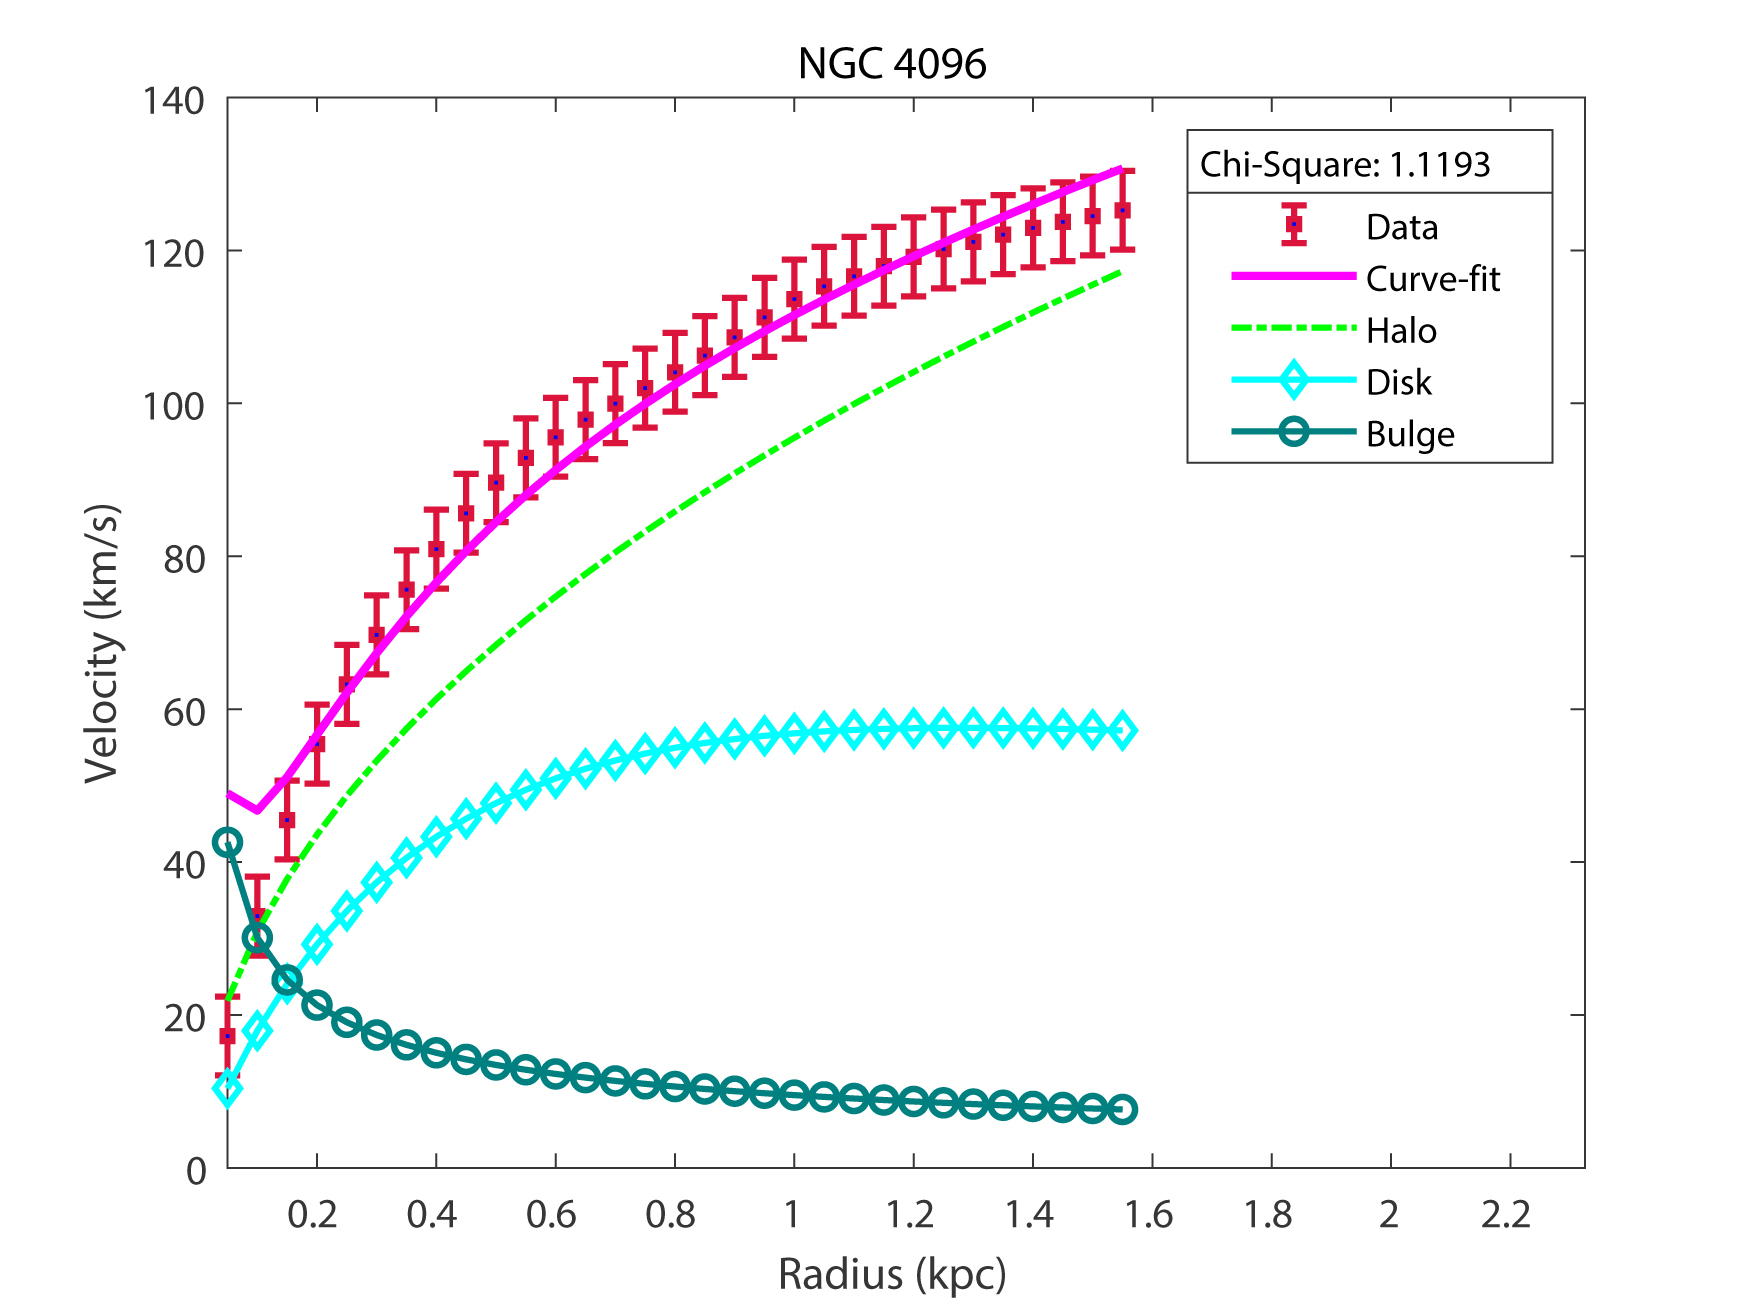 NGC 4096
140
120
100
80
60
40
20
0
Velocity (km/s)
Chi-Square: 1.1193
Data
Curve-fit
Halo
Disk
Bulge
0.2 0.4 0.6 0.8 1 1.2 1.4 1.6 1.8 2 2.2
Radius (kpc)